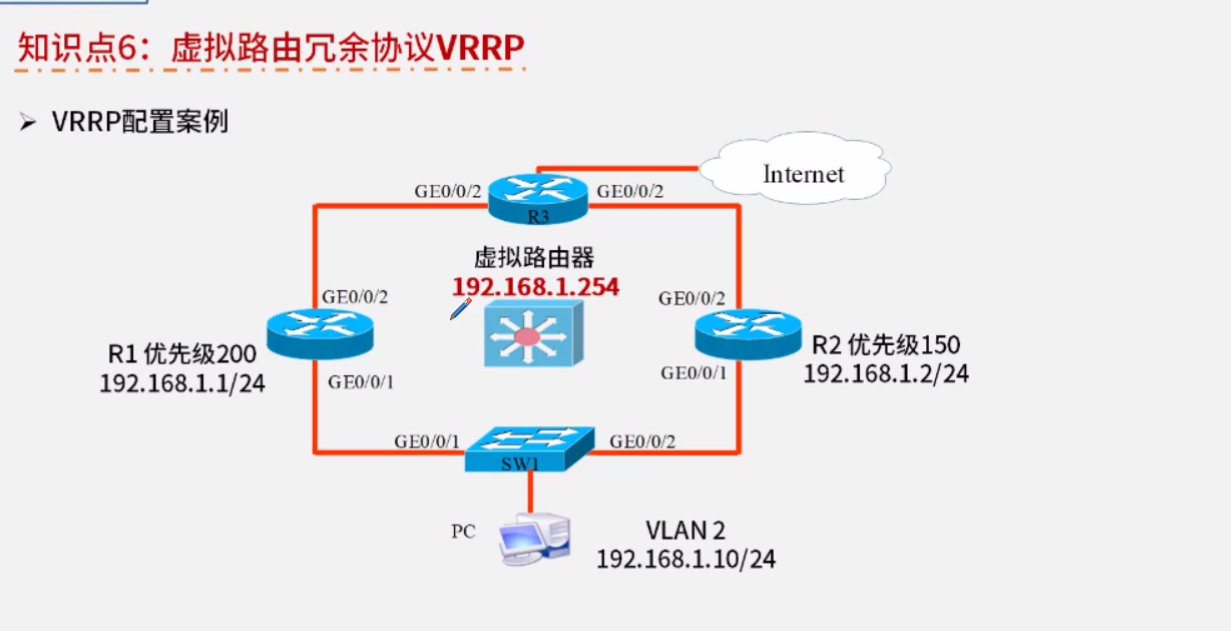 知识点6：虚拟路由冗余协议VRRP
➢ VRRP配置案例
Internet
GE0/0/2
GE0/0/2
R3
虚拟路由器
192.168.1.254
GE0/0/2
GE0/0/2
R1 优先级200
192.168.1.1/24
R2 优先级150
192.168.1.2/24
GE0/0/1
GE0/0/1
GE0/0/1
GE0/0/2
SW1
PC
VLAN 2
192.168.1.10/24